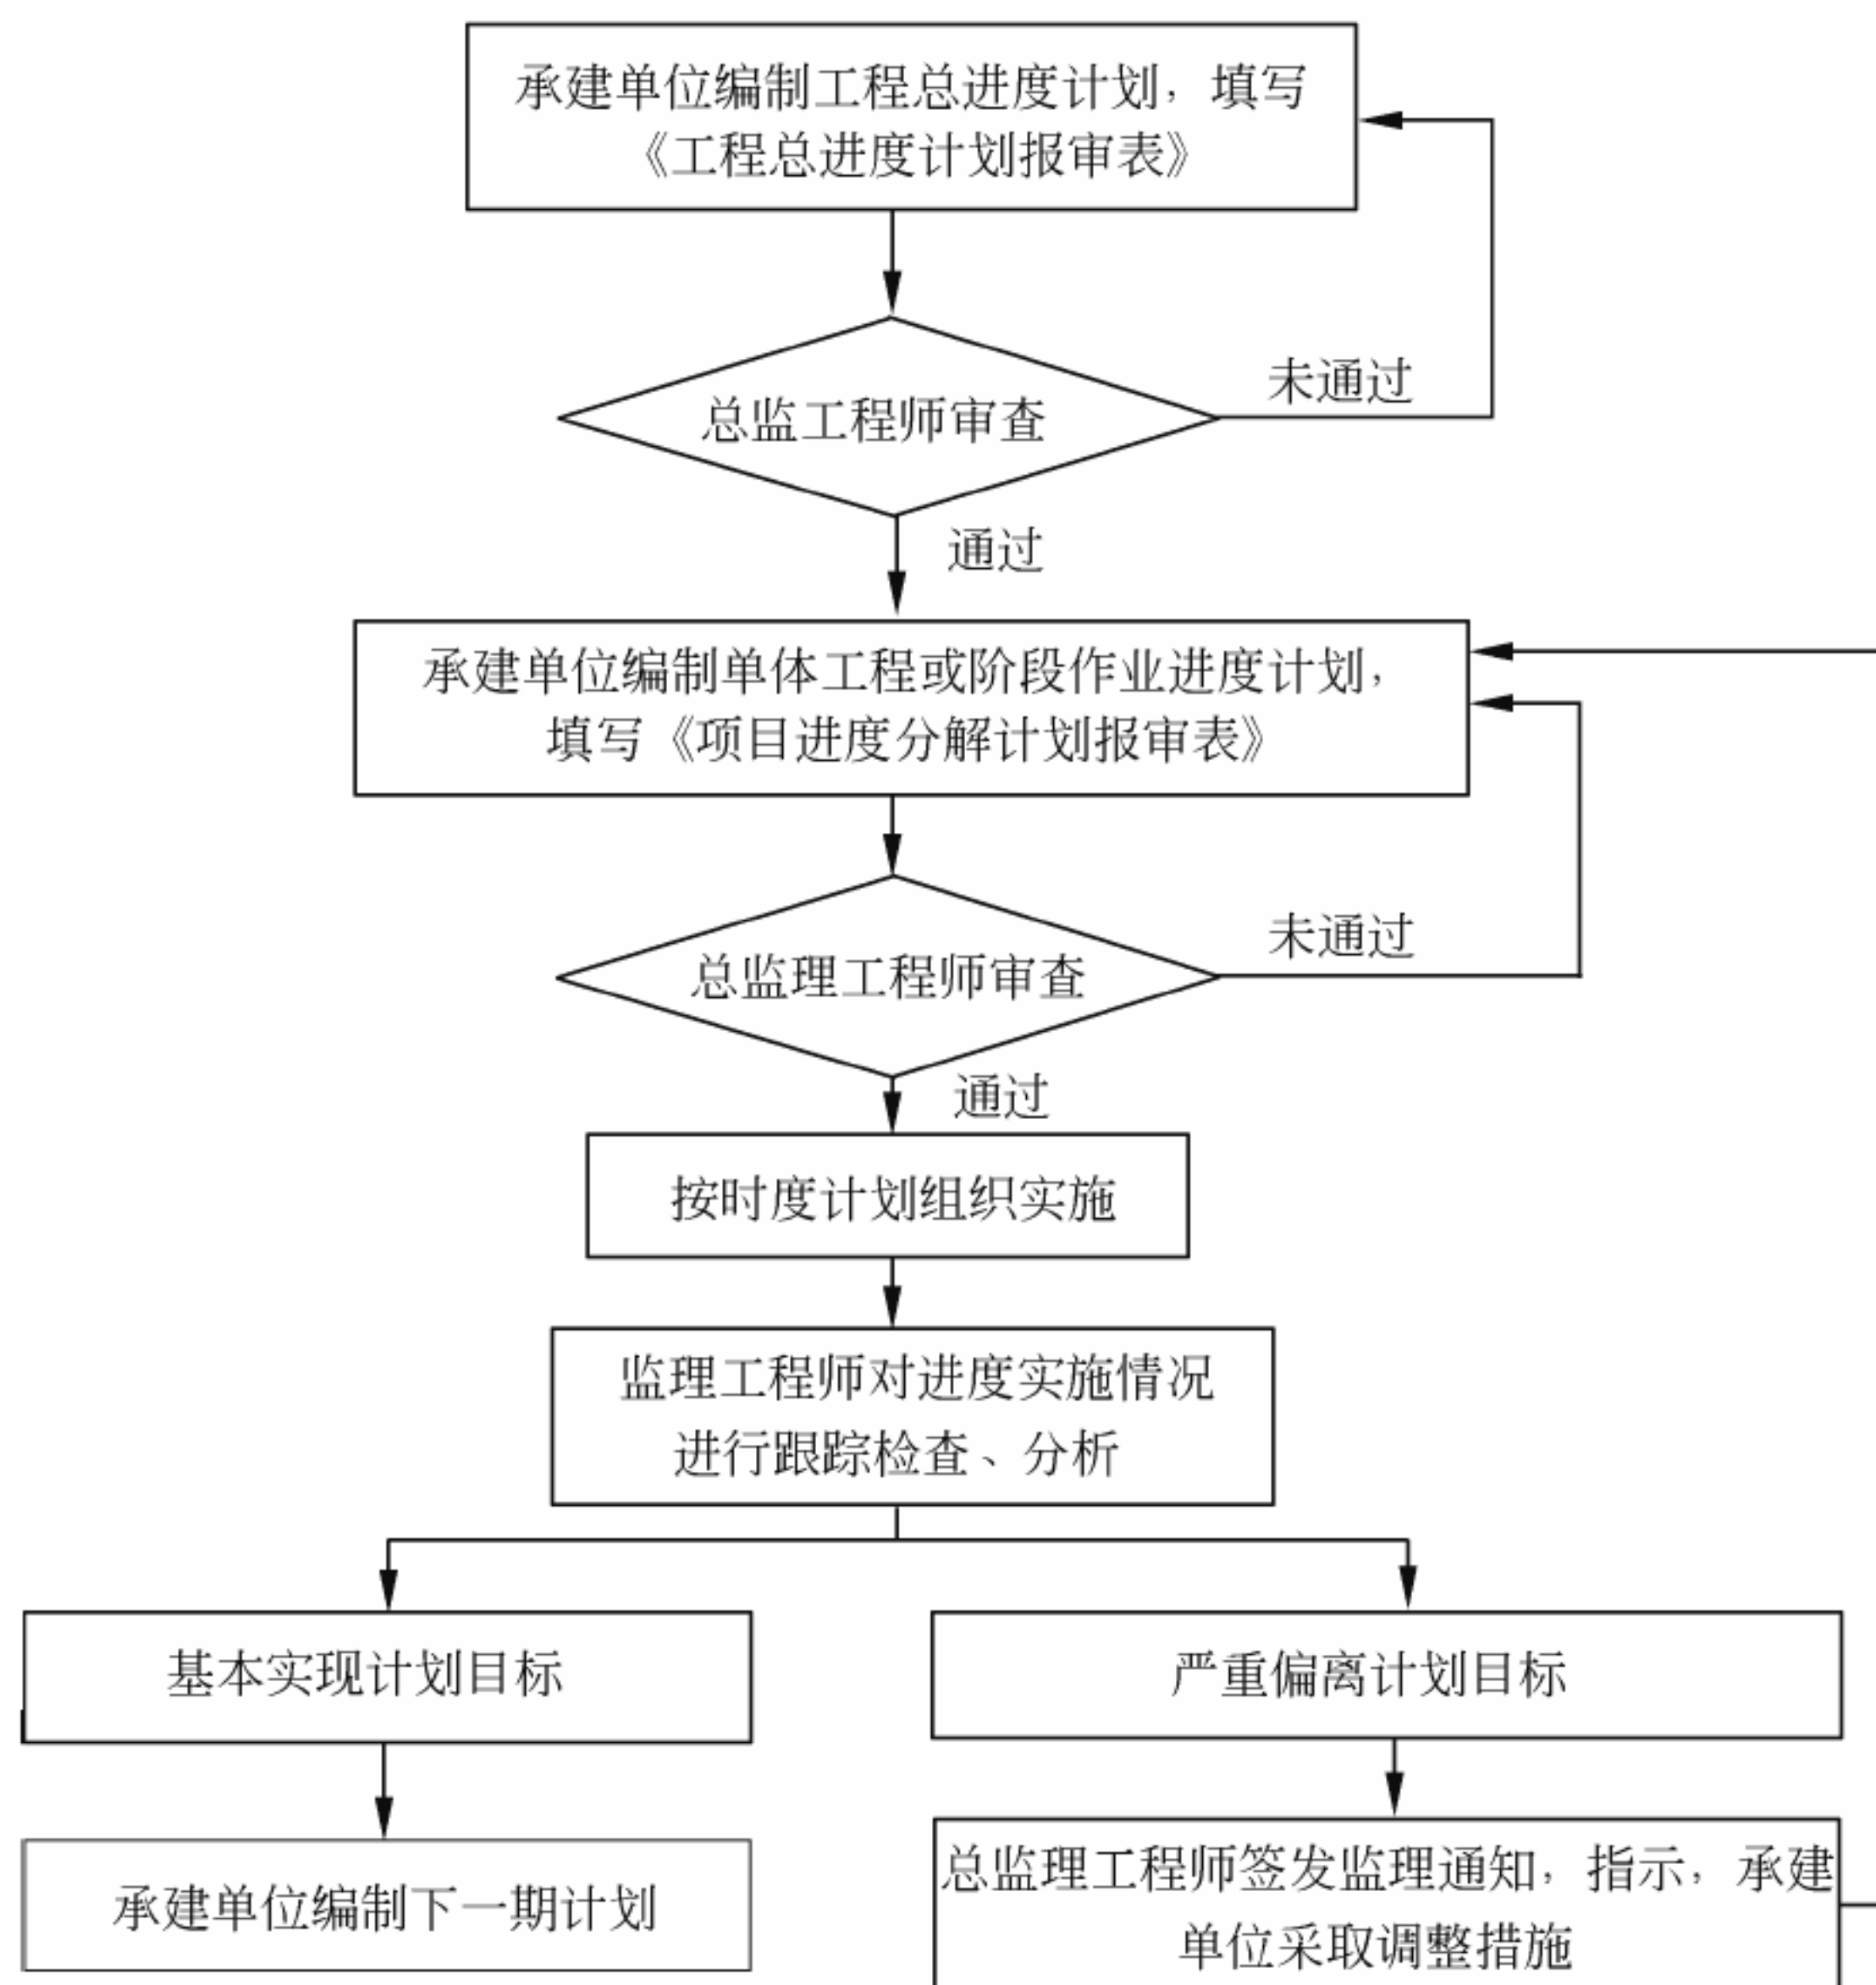 承建单位编制工程总进度计划，填写
《工程总进度计划报审表》
未通过
总监工程师审查
通过
承建单位编制单体工程或阶段作业进度计划，
填写《项目进度分解计划报审表》
未通过
总监理工程师审查
通过
按时度计划组织实施
监理工程师对进度实施情况
进行跟踪检查、分析
基本实现计划目标
严重偏离计划目标
承建单位编制下一期计划
总监理工程师签发监理通知，指示，承建
单位采取调整措施